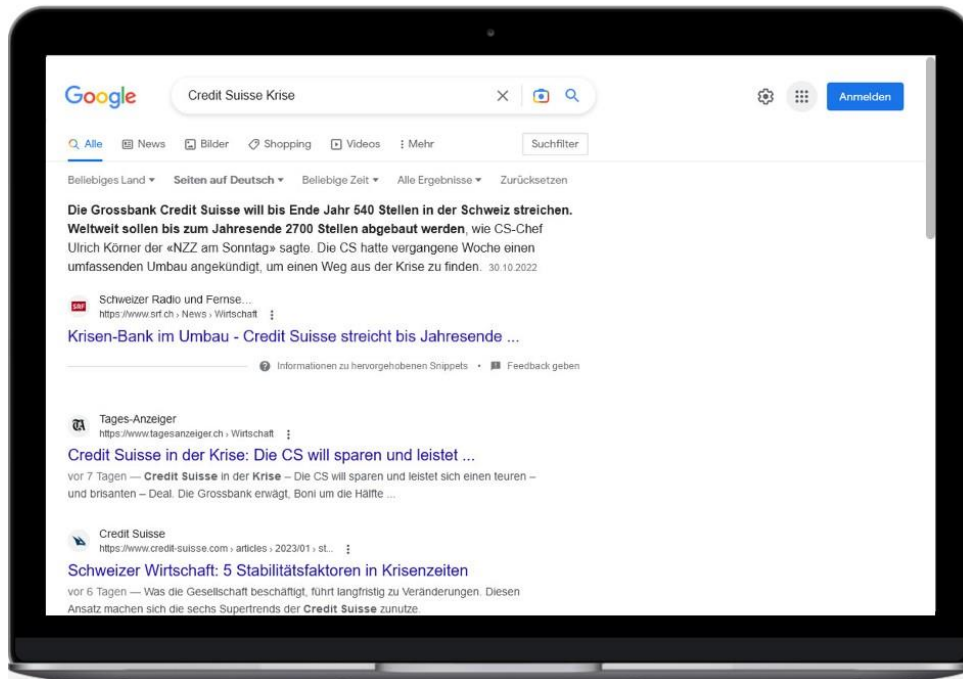 Google
Credit Suisse Krise
Anmelden
Alle News Bilder Shopping Videos Mehr Suchfilter
Beliebiges Land Seiten auf Deutsch Beliebige Zeit Alle Ergebnisse Zurücksetzen
Die Grossbank Credit Suisse will bis Ende Jahr 540 Stellen in der Schweiz streichen.
Weltweit sollen bis zum Jahresende 2700 Stellen abgebaut werden, wie CS-Chef
Ulrich Körner der «NZZ am Sonntag» sagte. Die CS hatte vergangene Woche einen
umfassenden Umbau angekündigt, um einen Weg aus der Krise zu finden. 30.10.2022
SRF
Schweizer Radio und Fernse...
https://www.srf.ch › News › Wirtschaft
Krisen-Bank im Umbau - Credit Suisse streicht bis Jahresende ...
Informationen zu hervorgehobenen Snippets • Feedback geben
TA
Tages-Anzeiger
https://www.tagesanzeiger.ch › Wirtschaft
Credit Suisse in der Krise: Die CS will sparen und leistet ...
vor 7 Tagen — Credit Suisse in der Krise – Die CS will sparen und leistet sich einen teuren –
und brisanten – Deal. Die Grossbank erwägt, Boni um die Hälfte ...
Credit Suisse
https://www.credit-suisse.com › articles › 2023/01 › st...
Schweizer Wirtschaft: 5 Stabilitätsfaktoren in Krisenzeiten
vor 6 Tagen — Was die Gesellschaft beschäftigt, führt langfristig zu Veränderungen. Diesen
Ansatz machen sich die sechs Supertrends der Credit Suisse zunutze.